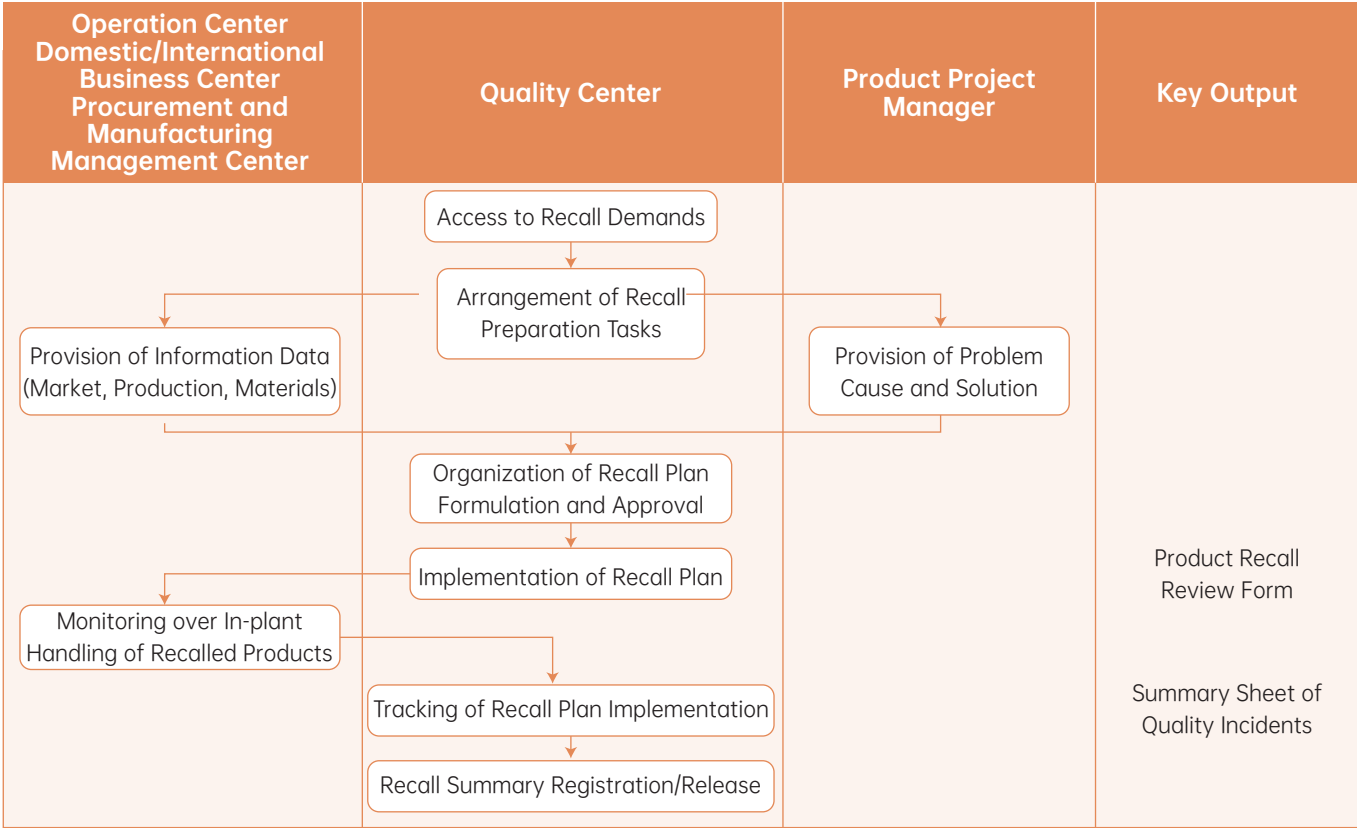 Operation Center
Domestic/International
Business Center
Procurement and
Manufacturing
Management Center
Quality Center
Product Project
Manager
Key Output
Access to Recall Demands
Arrangement of Recall
Preparation Tasks
Provision of Information Data
(Market, Production, Materials)
Provision of Problem
Cause and Solution
Organization of Recall Plan
Formulation and Approval
Implementation of Recall Plan
Product Recall
Review Form
Monitoring over In-plant
Handling of Recalled Products
Tracking of Recall Plan Implementation
Summary Sheet of
Quality Incidents
Recall Summary Registration/Release